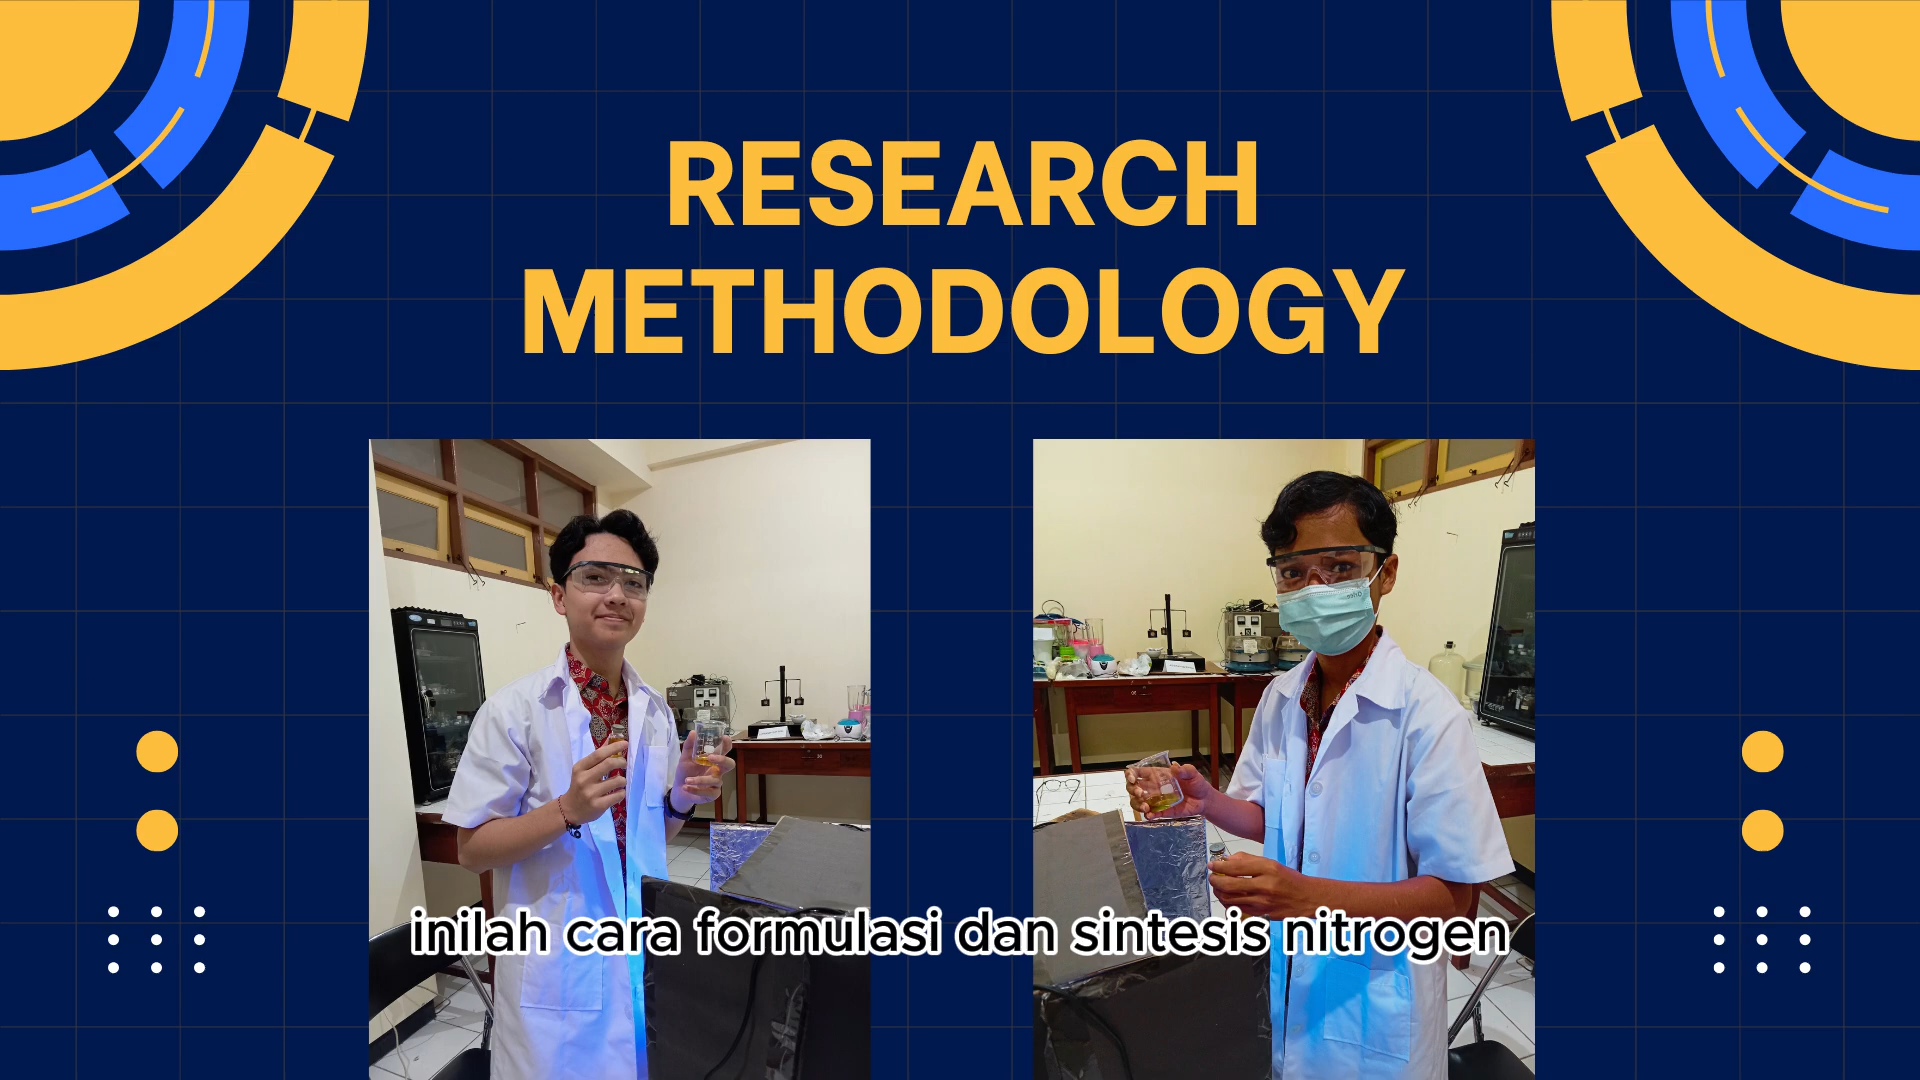 RESEARCH
METHODOLOGY
inilah cara formulasi dan sintesis nitrogen